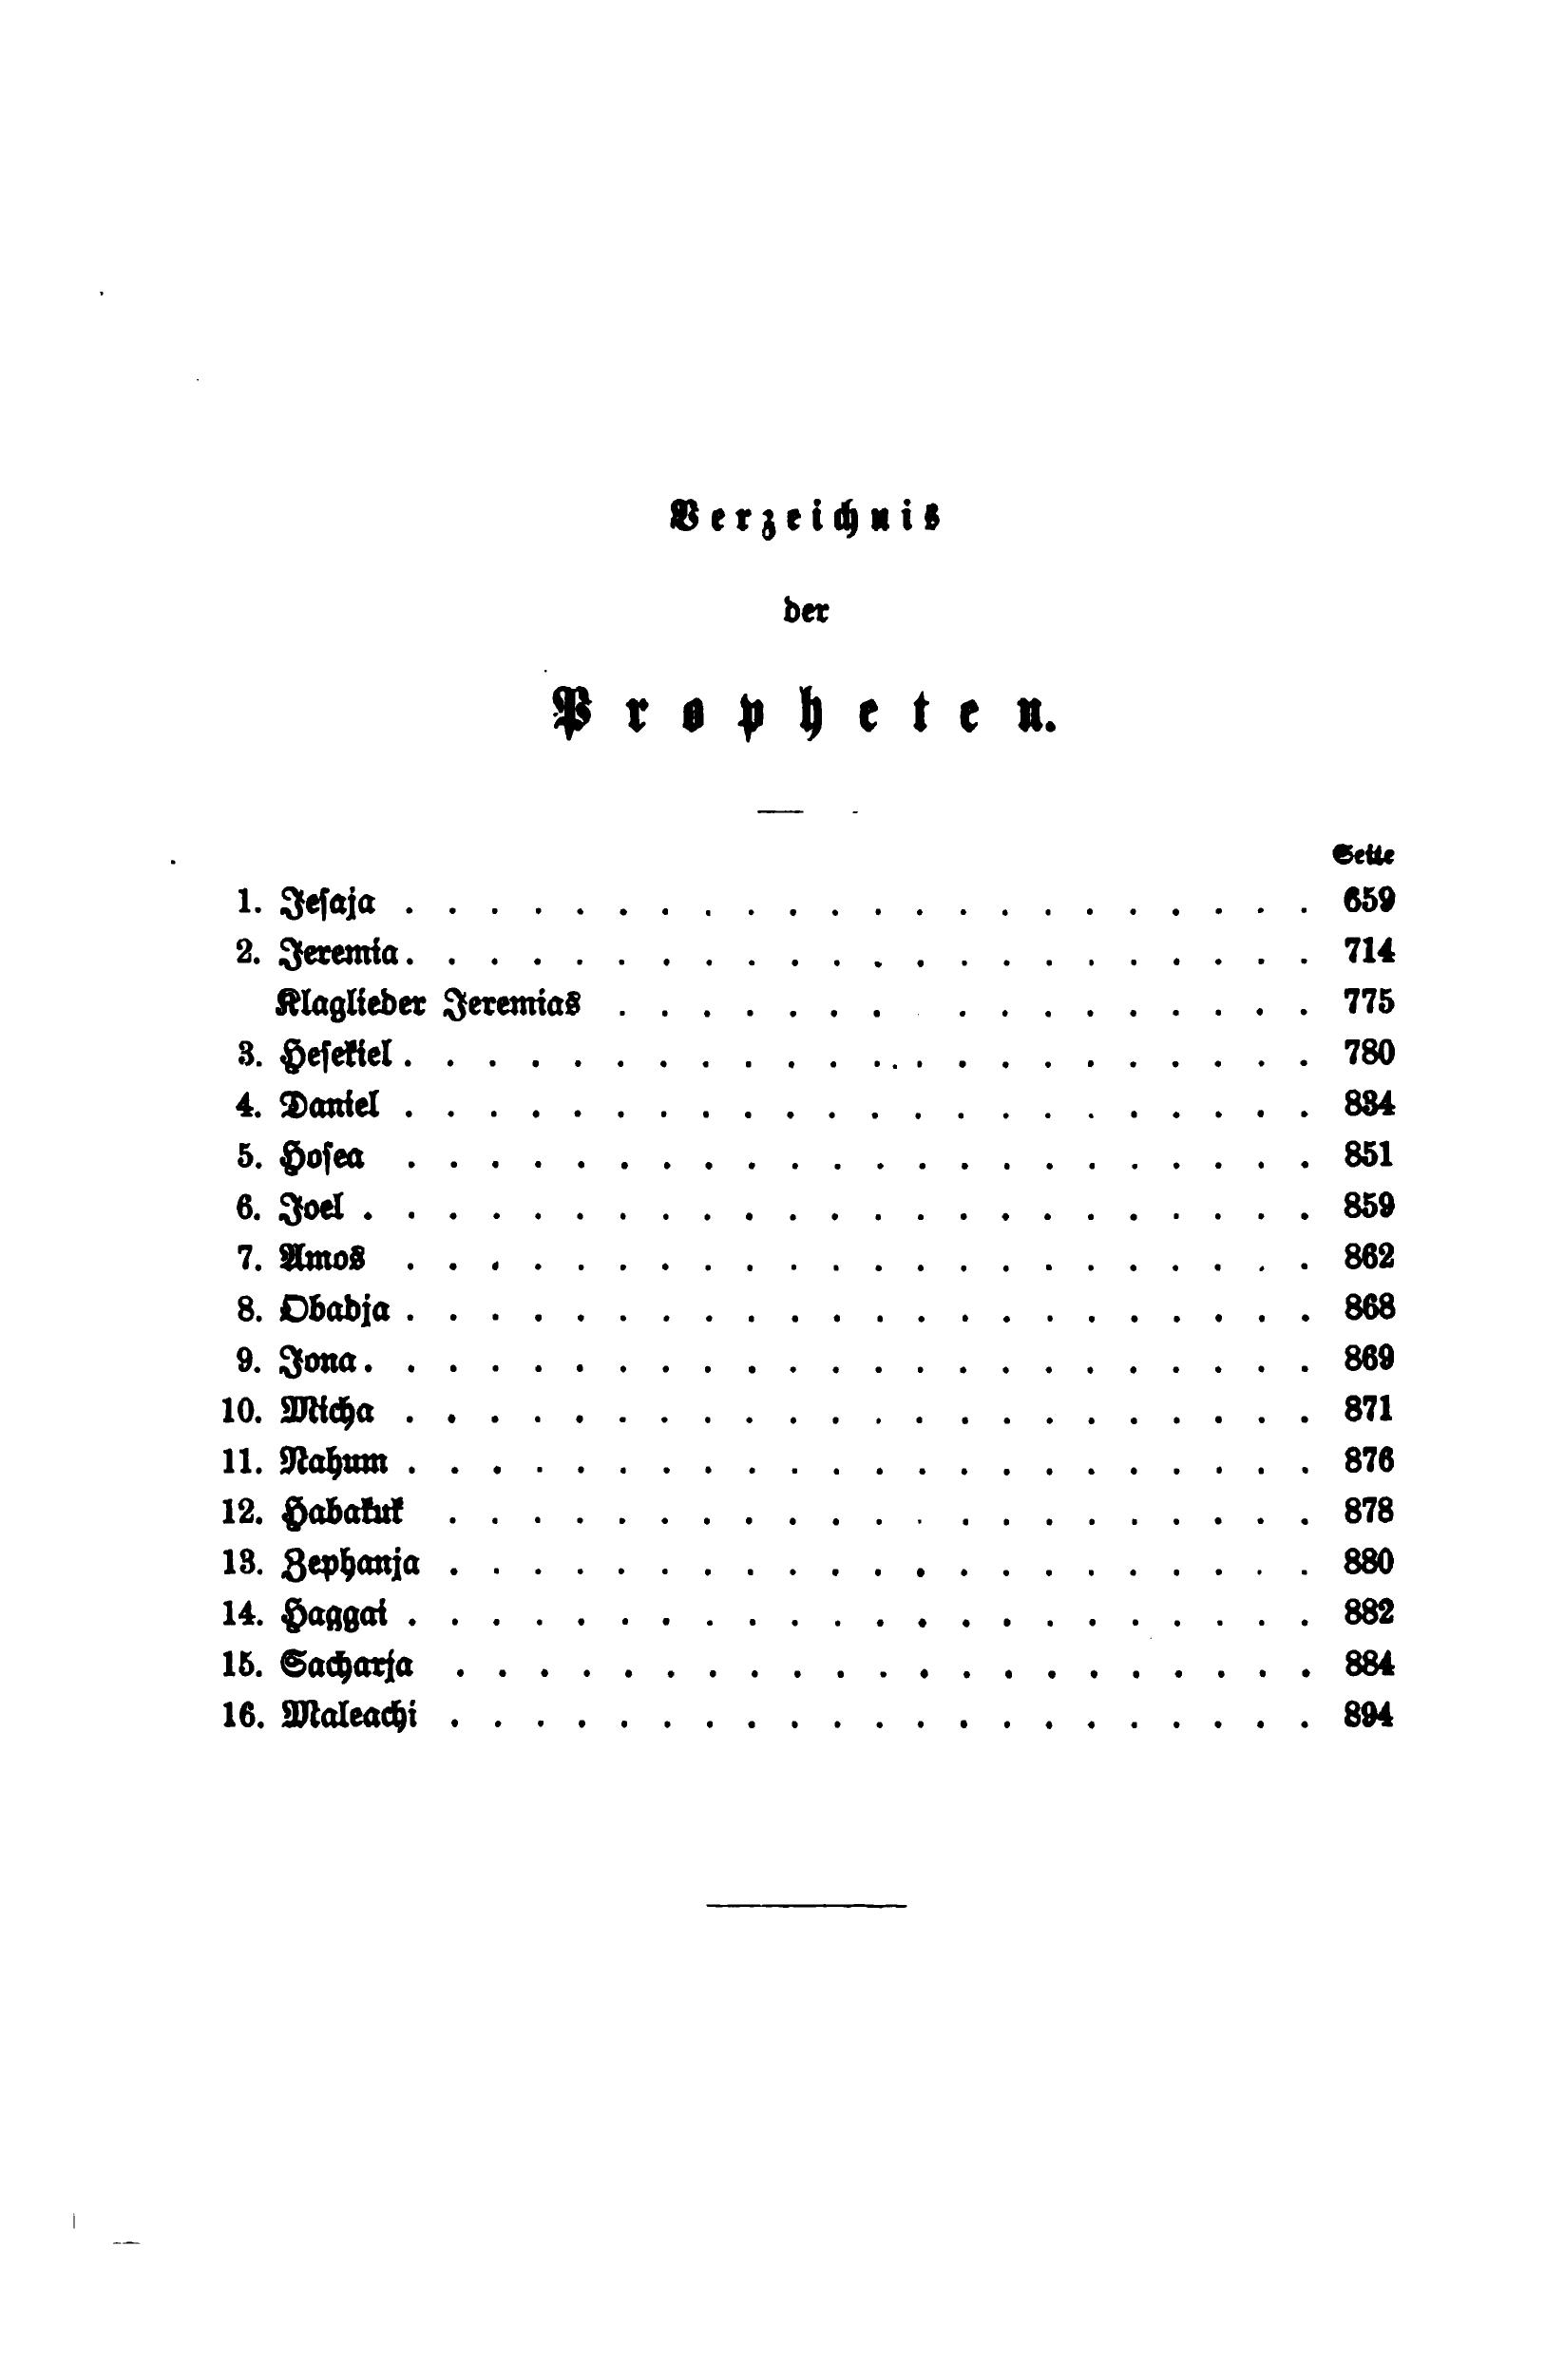 Verzeichnis
der
Propheten.
Seite
1. Jeſaja . . . . . . . . . . . . . . . . . . . . . . 659
2. Jeremia . . . . . . . . . . . . . . . . . . . . . . 714
Klaglieder Jeremias . . . . . . . . . . . . . . . . 775
3. Heſekiel . . . . . . . . . . . . . . . . . . . . . . 780
4. Daniel . . . . . . . . . . . . . . . . . . . . . . 834
5. Hoſea . . . . . . . . . . . . . . . . . . . . . . 851
6. Joel . . . . . . . . . . . . . . . . . . . . . . . 859
7. Amos . . . . . . . . . . . . . . . . . . . . . . 862
8. Obadja . . . . . . . . . . . . . . . . . . . . . . 868
9. Jona . . . . . . . . . . . . . . . . . . . . . . . 869
10. Micha . . . . . . . . . . . . . . . . . . . . . . 871
11. Nahum . . . . . . . . . . . . . . . . . . . . . . 876
12. Habakuk . . . . . . . . . . . . . . . . . . . . . 878
13. Zephanja . . . . . . . . . . . . . . . . . . . . . 880
14. Haggai . . . . . . . . . . . . . . . . . . . . . . 882
15. Sacharja . . . . . . . . . . . . . . . . . . . . . 884
16. Maleachi . . . . . . . . . . . . . . . . . . . . . 894